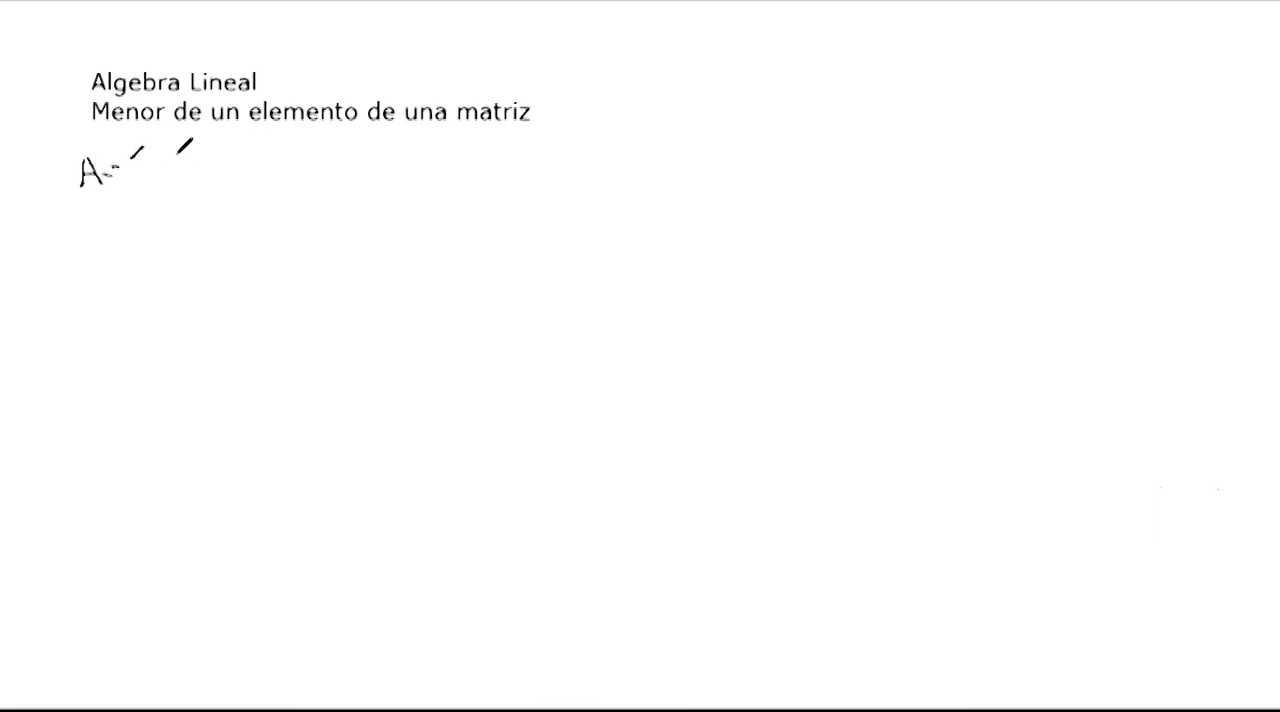 Algebra Lineal
Menor de un elemento de una matriz
A